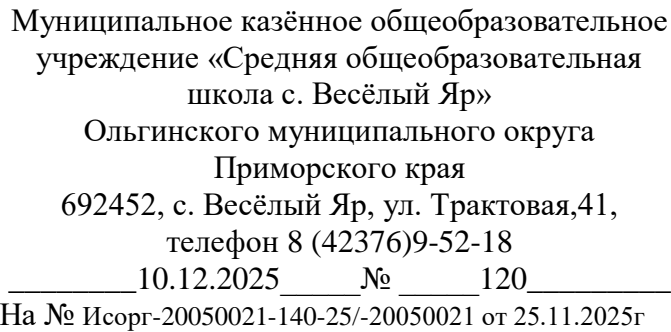 Муниципальное казённое общеобразовательное
учреждение «Средняя общеобразовательная
школа с. Весёлый Яр»
Ольгинского муниципального округа
Приморского края
692452, с. Весёлый Яр, ул. Трактовая,41,
телефон 8 (42376)9-52-18
________10.12.2025_____№ _____120_________
На № Исорг-20050021-140-25/-20050021 от 25.11.2025г